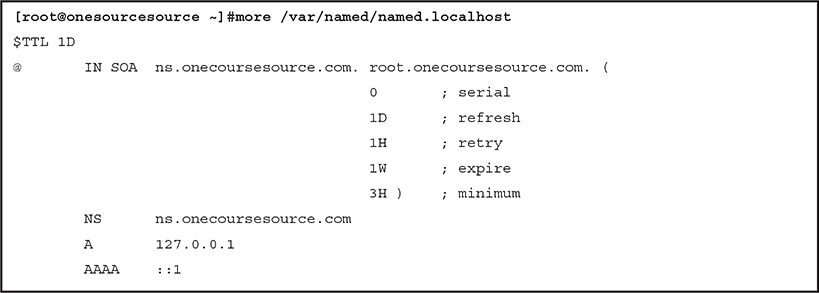 [root@onesourcesource ~]#more /var/named/named.localhost
$TTL 1D
@ IN SOA ns.onecoursesource.com. root.onecoursesource.com. (
0 ; serial
1D ; refresh
1H ; retry
1W ; expire
3H ) ; minimum
NS ns.onecoursesource.com
A 127.0.0.1
AAAA ::1